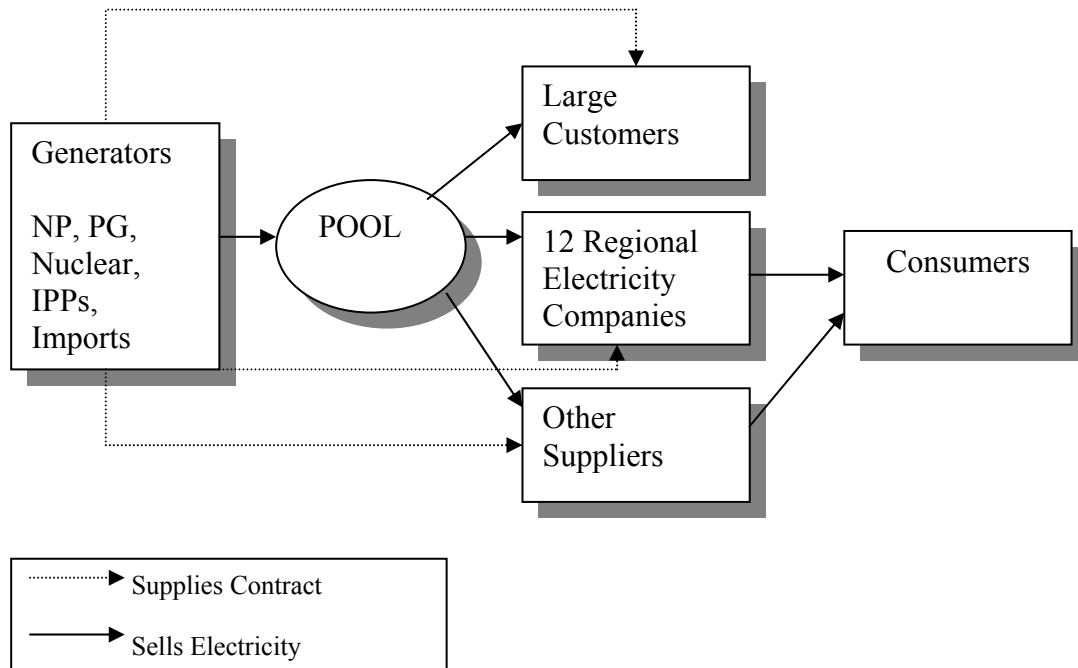 Large
Customers
Generators
NP, PG,
Nuclear,
IPPs,
Imports
POOL
12 Regional
Electricity
Companies
Consumers
Other
Suppliers
Supplies Contract
Sells Electricity